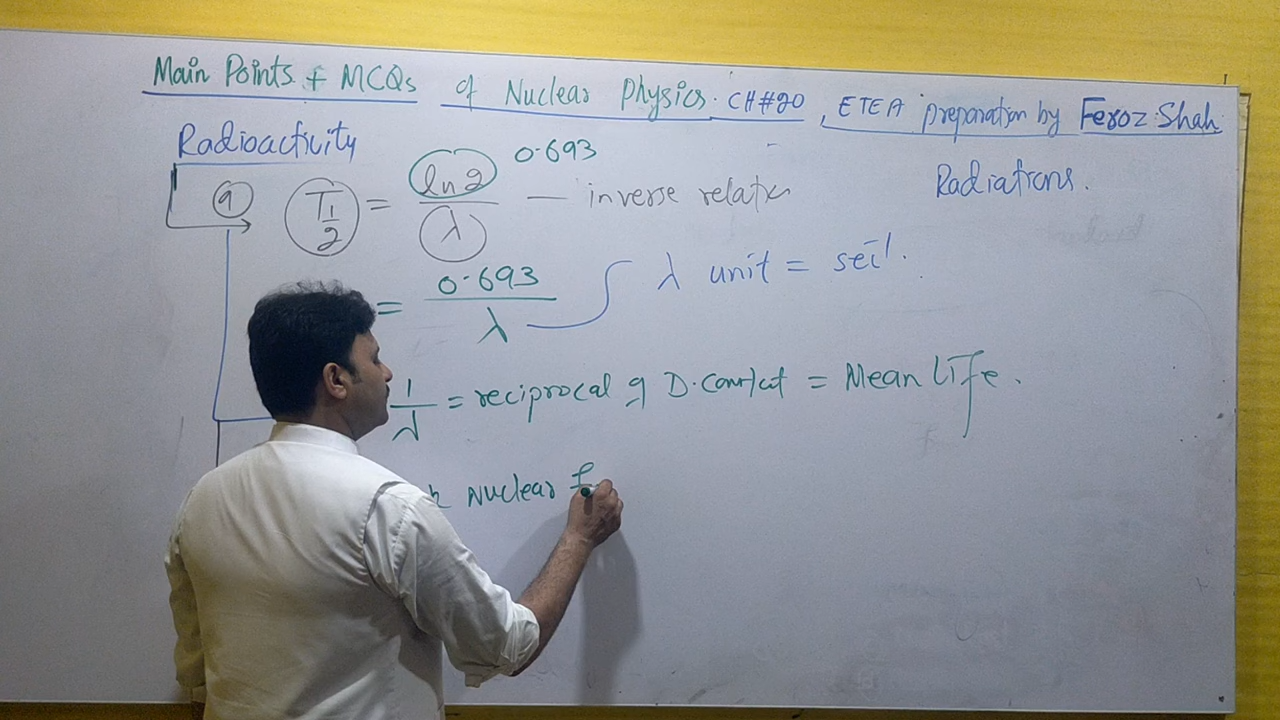 Main Points + MCQs of Nuclear Physics. CH#20, ETEA preparation by Feroz Shah
Radioactivity
0.693
Radiations.
9 T1/2 = ln2/λ — inverse relation
= 0.693/λ
λ unit = sec⁻¹.
1/λ = reciprocal of D.constant = Mean Life.
Nuclear f